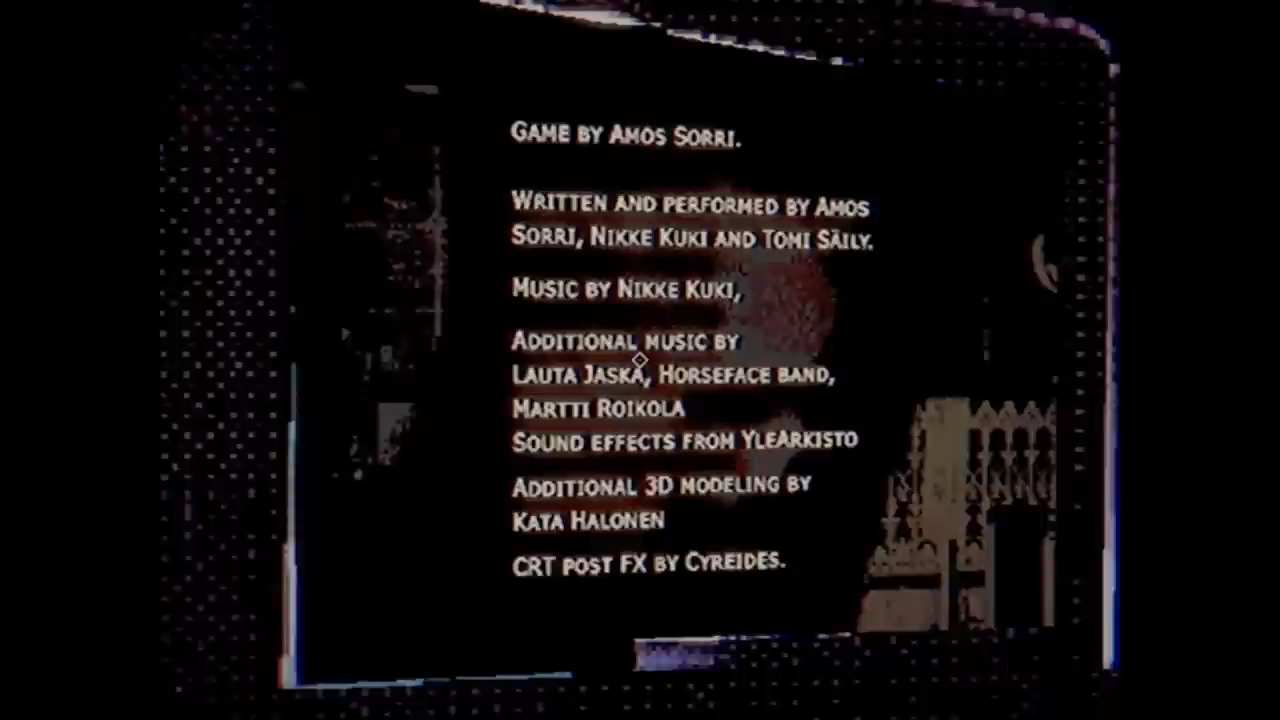 Game by Amos Sorri.
Written and performed by Amos
Sorri, Nikke Kuki and Tomi Säily.
Music by Nikke Kuki,
Additional music by
Lauta Jaska, Horseface band,
Martti Roikola
Sound effects from YleArkisto
Additional 3D modeling by
Kata Halonen
CRT post FX by Cyreides.